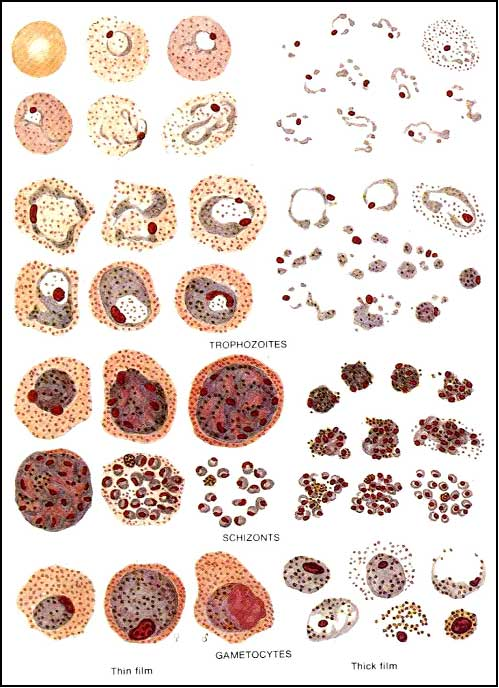 TROPHOZOITES
SCHIZONTS
♀ ♂
GAMETOCYTES
Thin film
Thick film